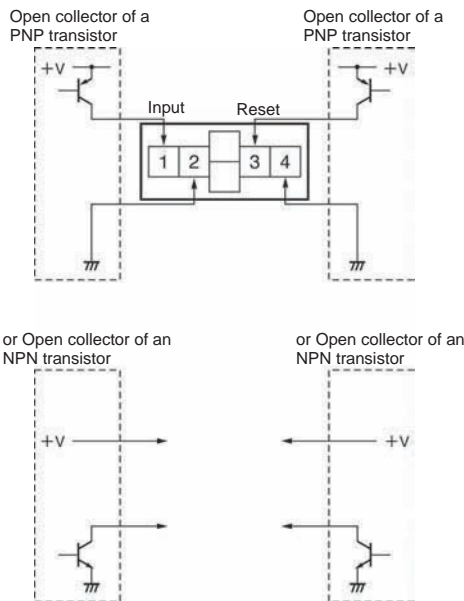 Open collector of a
PNP transistor
Open collector of a
PNP transistor
+V
+V
Input
Reset
1 2 3 4
or Open collector of an
NPN transistor
or Open collector of an
NPN transistor
+V
+V